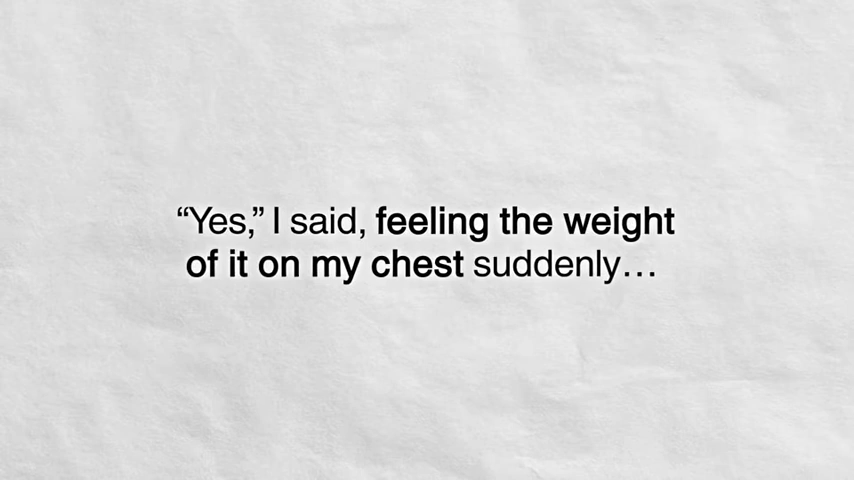 “Yes,” I said, feeling the weight
of it on my chest suddenly…